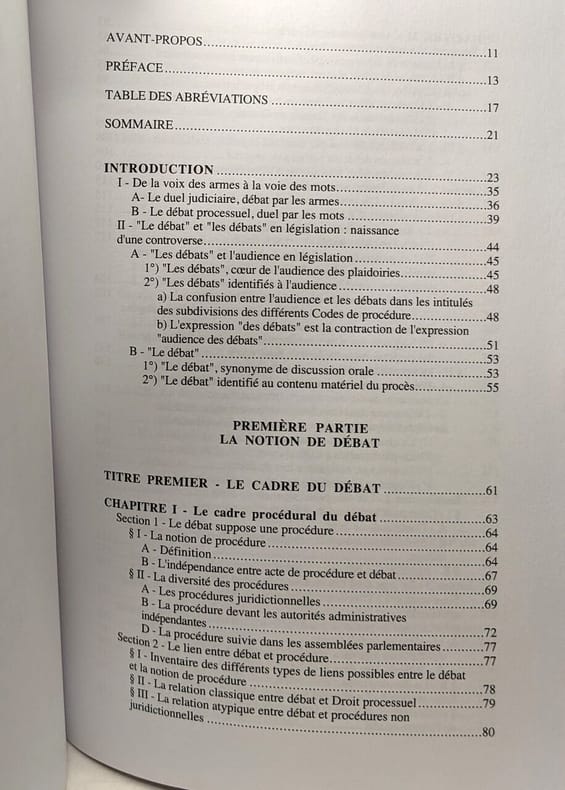 AVANT-PROPOS....................11
PRÉFACE....................13
TABLE DES ABRÉVIATIONS ....................17
SOMMAIRE....................21
INTRODUCTION ....................23
I - De la voix des armes à la voie des mots....................35
A- Le duel judiciaire, débat par les armes....................36
B - Le débat processuel, duel par les mots ....................39
II - "Le débat" et "les débats" en législation : naissance
d'une controverse....................44
A - "Les débats" et l'audience en législation....................45
1°) "Les débats", cœur de l'audience des plaidoiries....................45
2°) "Les débats" identifiés à l'audience ....................48
a) La confusion entre l'audience et les débats dans les intitulés
des subdivisions des différents Codes de procédure....................48
b) L'expression "des débats" est la contraction de l'expression
"audience des débats"....................51
B - "Le débat" ....................53
1°) "Le débat", synonyme de discussion orale ....................53
2°) "Le débat" identifié au contenu matériel du procès....................55
PREMIÈRE PARTIE
LA NOTION DE DÉBAT
TITRE PREMIER - LE CADRE DU DÉBAT ....................61
CHAPITRE I - Le cadre procédural du débat ....................63
Section 1 - Le débat suppose une procédure ....................64
§ I - La notion de procédure ....................64
A - Définition ....................64
B - L'indépendance entre acte de procédure et débat....................67
§ II - La diversité des procédures ....................69
A - Les procédures juridictionnelles ....................69
B - La procédure devant les autorités administratives
indépendantes....................72
D - La procédure suivie dans les assemblées parlementaires....................77
Section 2 - Le lien entre débat et procédure....................77
§ I - Inventaire des différents types de liens possibles entre le débat
et la notion de procédure ....................78
§ II - La relation classique entre débat et Droit processuel....................79
§ III - La relation atypique entre débat et procédures non
juridictionnelles ....................80